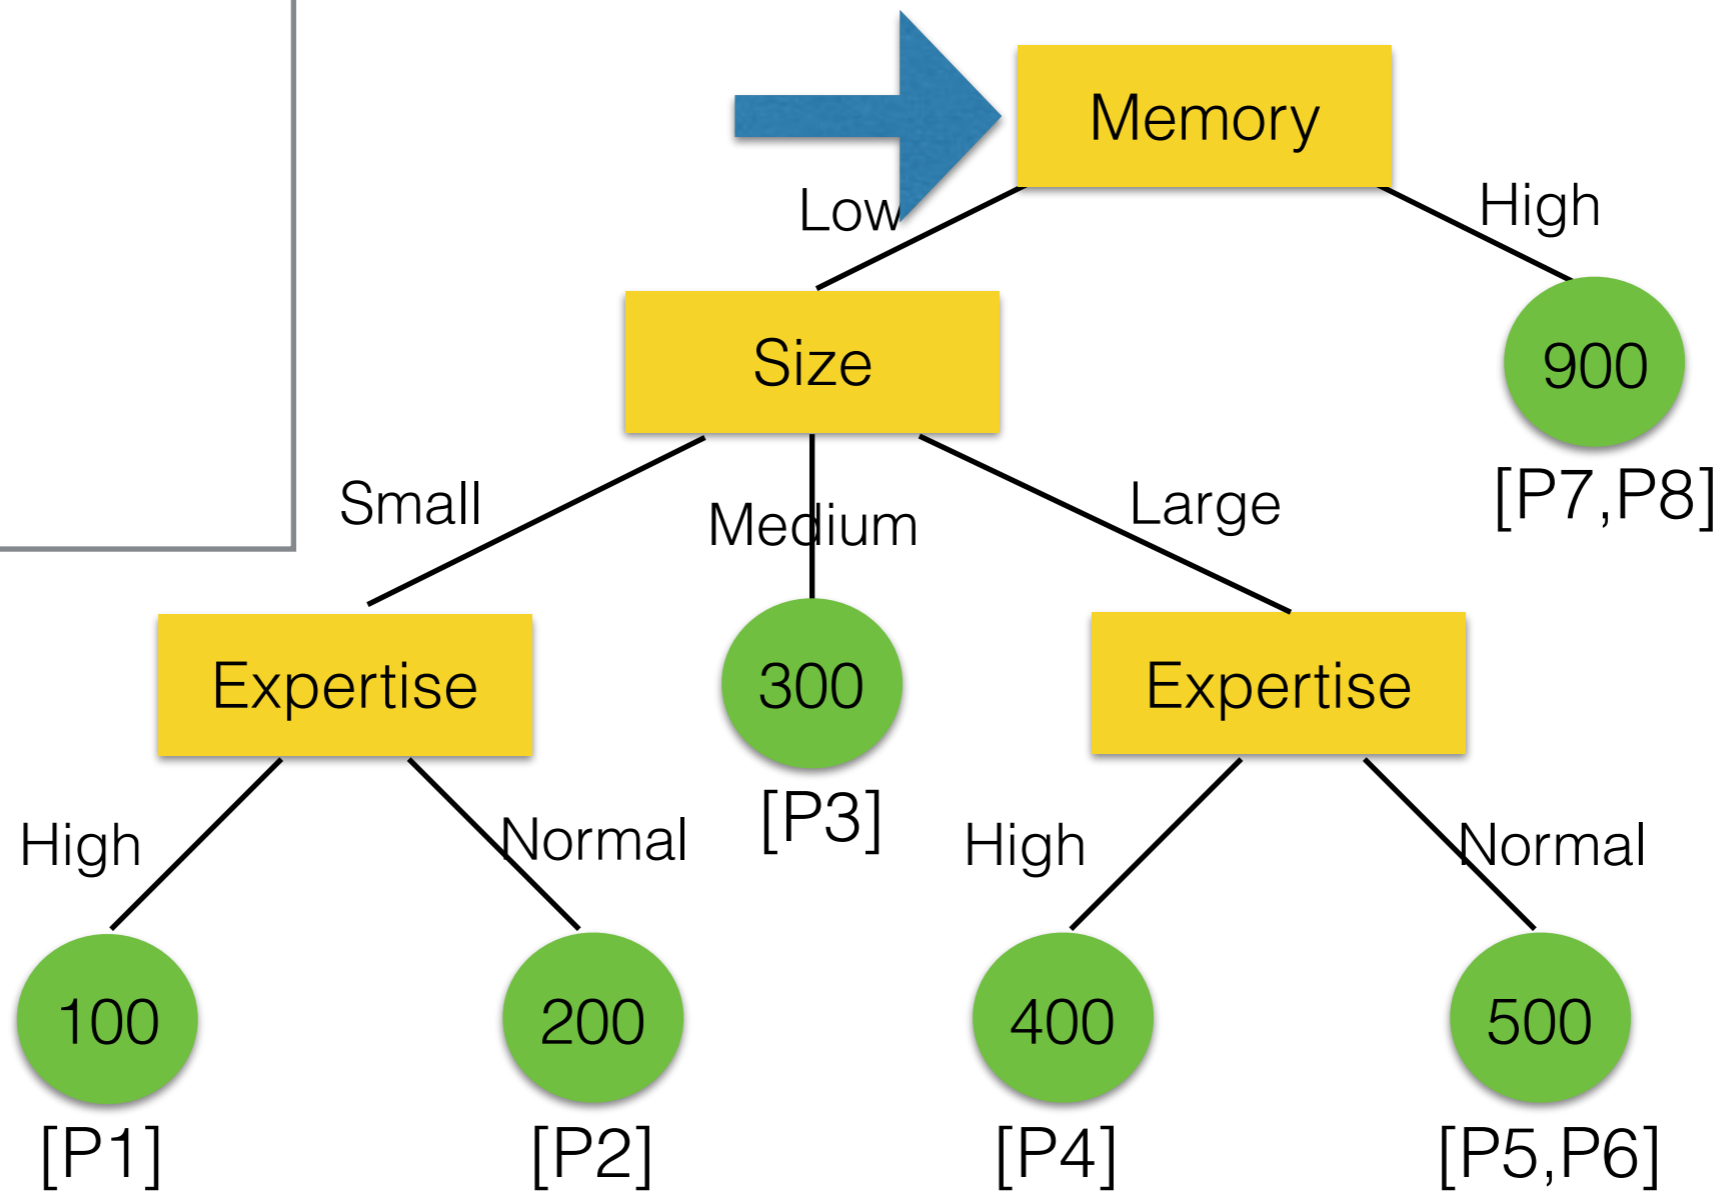 Memory
Low
High
Size
900
[P7,P8]
Small
Medium
Large
Expertise
300
Expertise
[P3]
High
Normal
High
Normal
100
200
400
500
[P1]
[P2]
[P4]
[P5,P6]